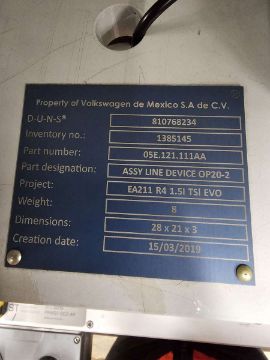 Property of Volkswagen de Mexico S.A de C.V.
D-U-N-S® 810768234
Inventory no.: 1385145
Part number: 05E.121.111AA
Part designation: ASSY LINE DEVICE OP20-2
Project: EA211 R4 1.5l TSI EVO
Weight: 8
Dimensions: 28 x 21 x 3
Creation date: 15/03/2019